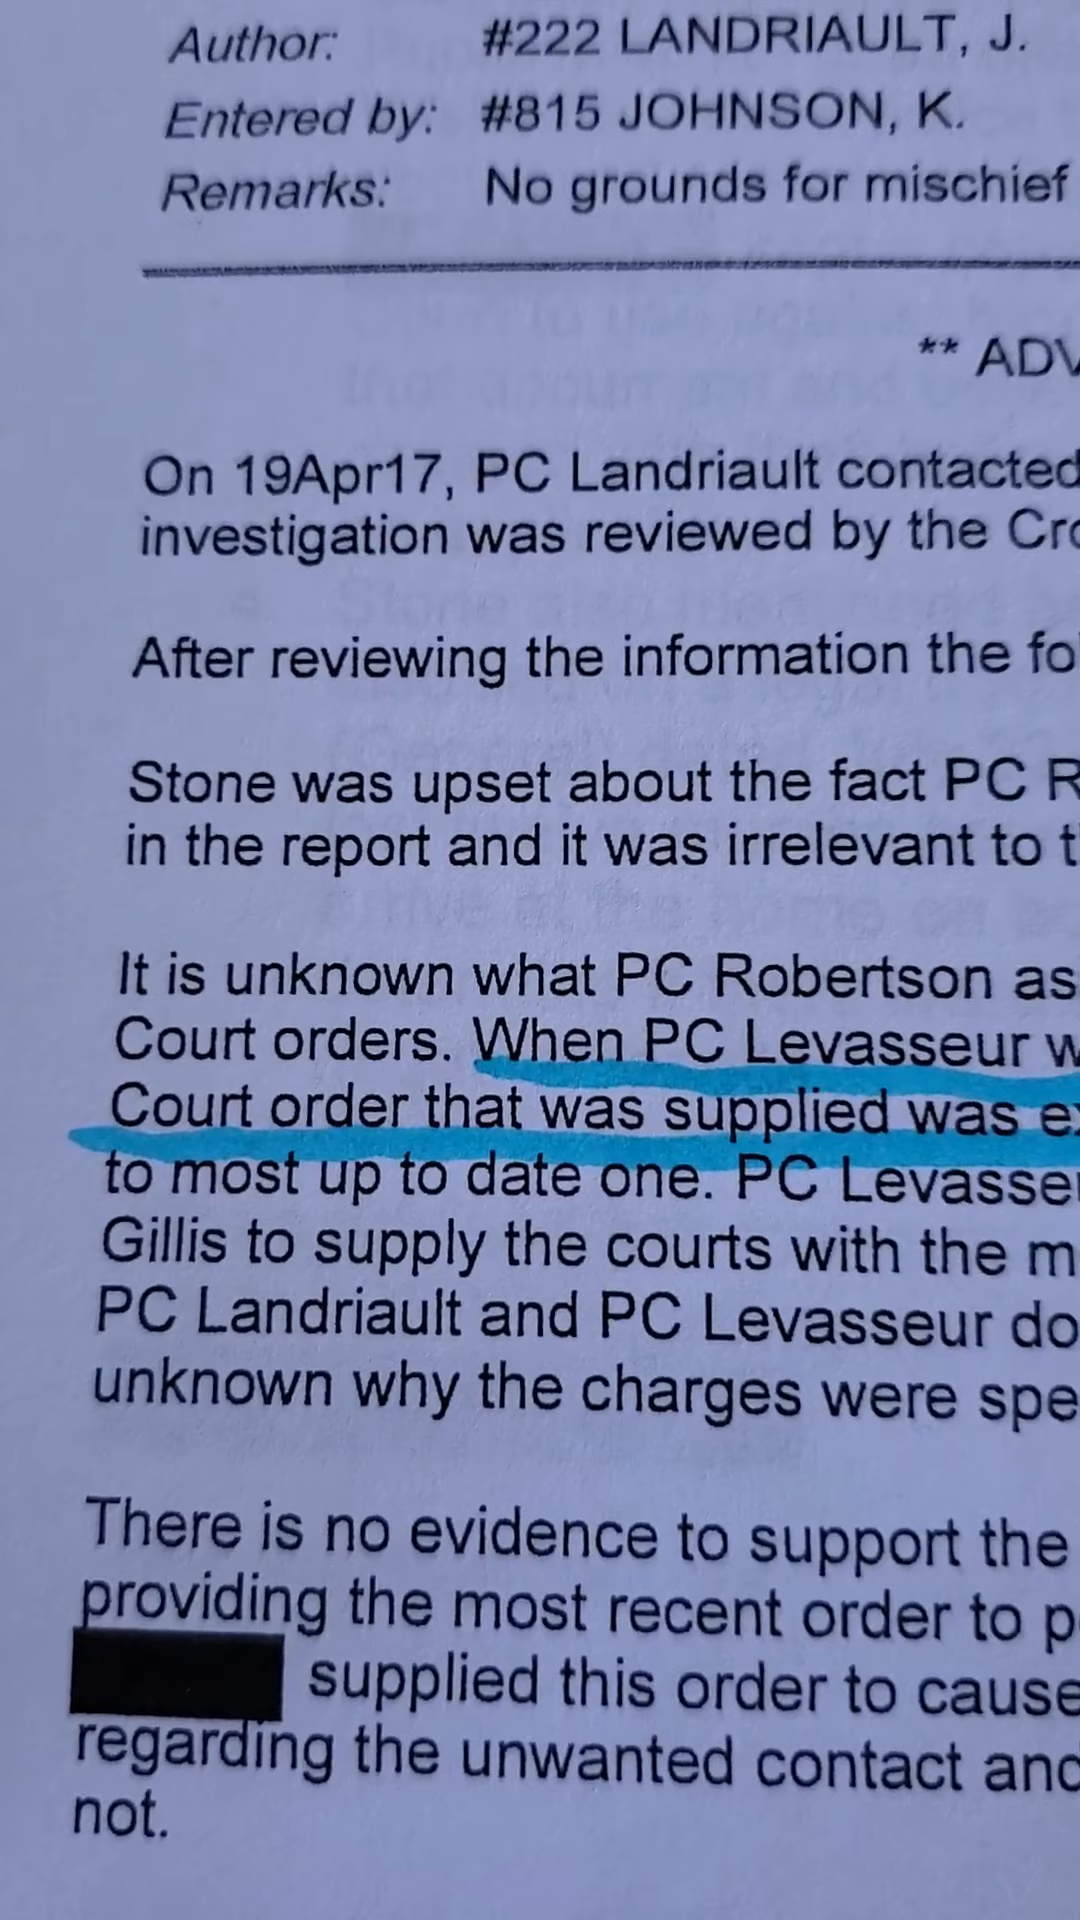 Author: #222 LANDRIAULT, J.
Entered by: #815 JOHNSON, K.
Remarks: No grounds for mischief
** ADV
On 19Apr17, PC Landriault contacted
investigation was reviewed by the Cro
After reviewing the information the fo
Stone was upset about the fact PC R
in the report and it was irrelevant to t
It is unknown what PC Robertson as
Court orders. When PC Levasseur w
Court order that was supplied was ex
to most up to date one. PC Levasseu
Gillis to supply the courts with the m
PC Landriault and PC Levasseur do
unknown why the charges were spe
There is no evidence to support the
providing the most recent order to p
supplied this order to cause
regarding the unwanted contact and
not.